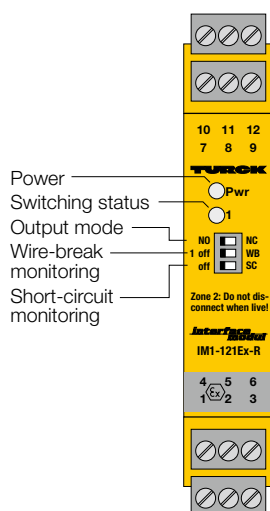 10 11 12
7 8 9
TURCK
Power
Pwr
Switching status
1
Output mode
NO NC
Wire-break
monitoring
1 off WB
off SC
Short-circuit
monitoring
Zone 2: Do not dis-
connect when live!
Interface
modul
IM1-121Ex-R
4 5 6
Ex
1 2 3